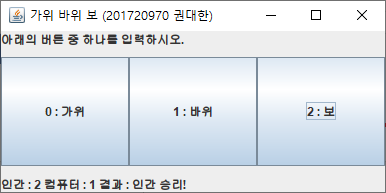 가위 바위 보 (201720970 권대한)
아래의 버튼 중 하나를 입력하시오.
0 : 가위
1 : 바위
2 : 보
인간 : 2 컴퓨터 : 1 결과 : 인간 승리!